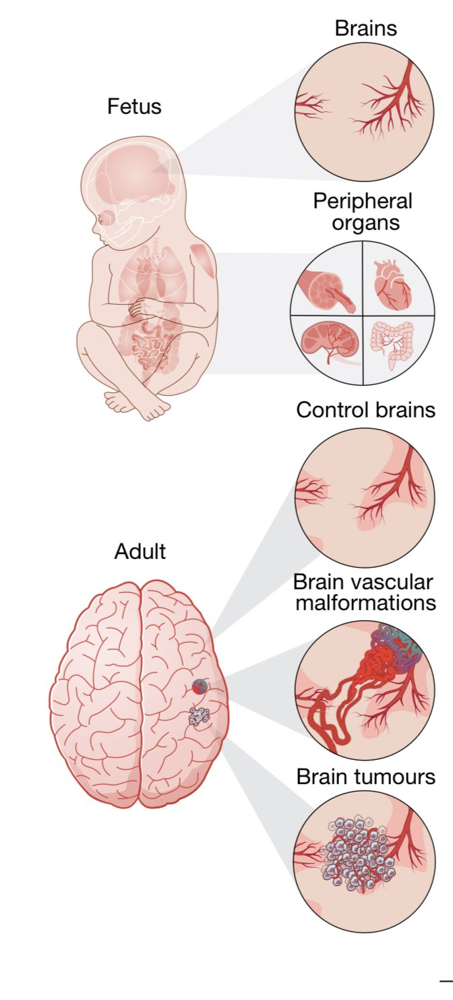 Brains
Fetus
Peripheral
organs
Control brains
Adult
Brain vascular
malformations
Brain tumours